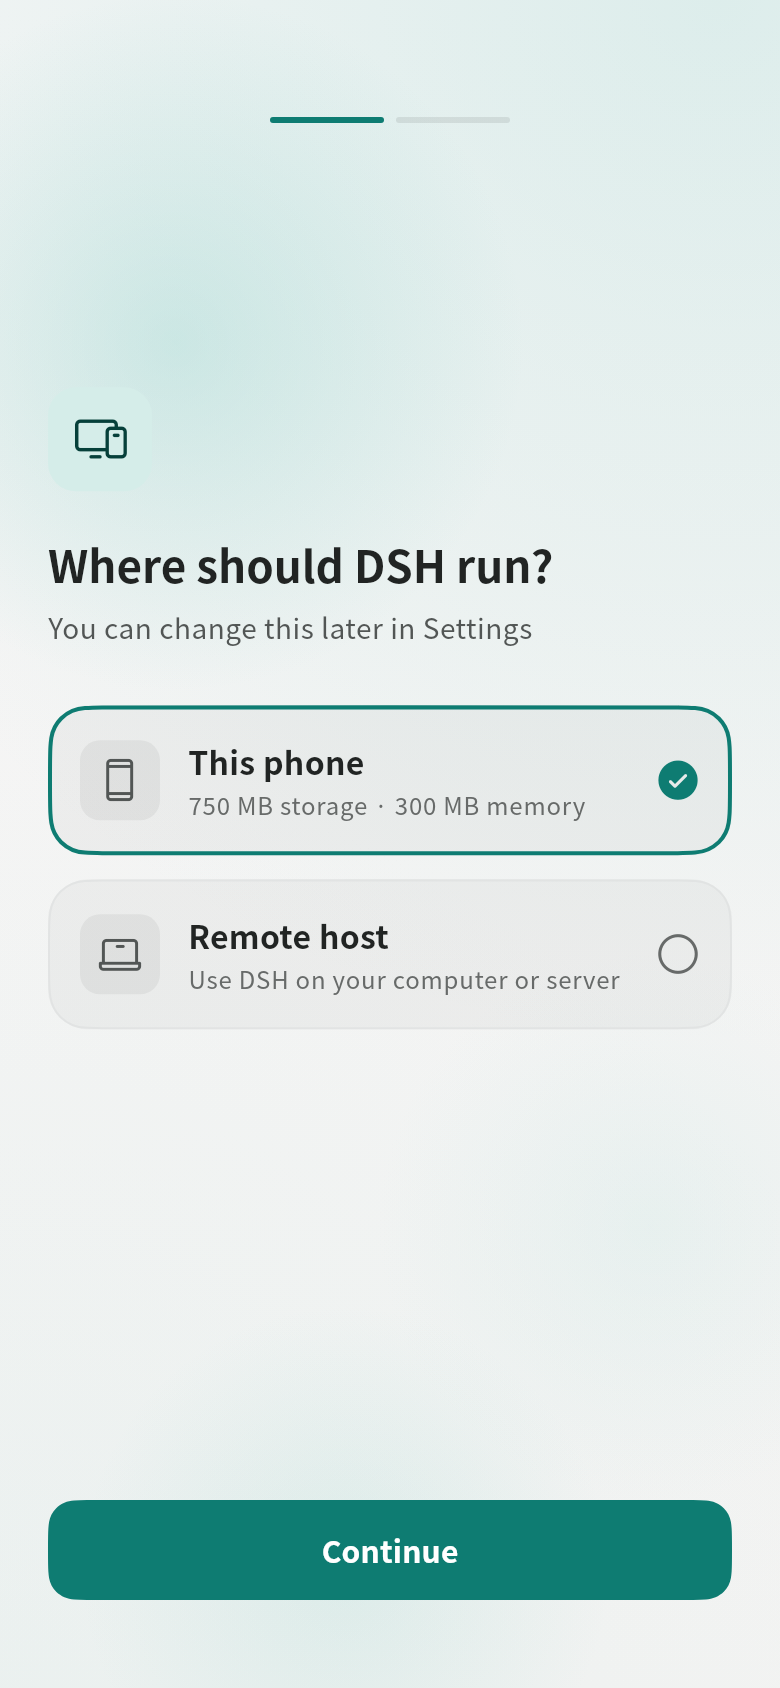 Where should DSH run?
You can change this later in Settings
This phone
750 MB storage · 300 MB memory
Remote host
Use DSH on your computer or server
Continue